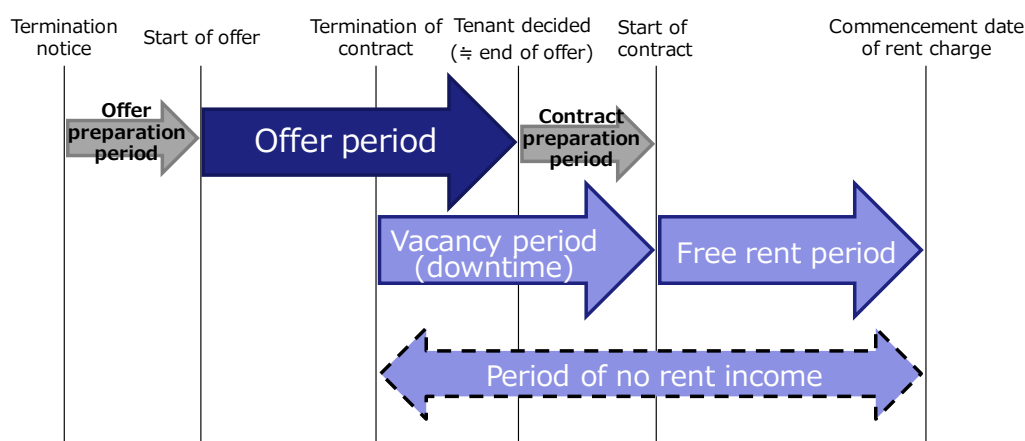 Termination
notice
Start of offer
Termination of
contract
Tenant decided
(≒ end of offer)
Start of
contract
Commencement date
of rent charge
Offer
preparation
period
Offer period
Contract
preparation
period
Vacancy period
(downtime)
Free rent period
Period of no rent income